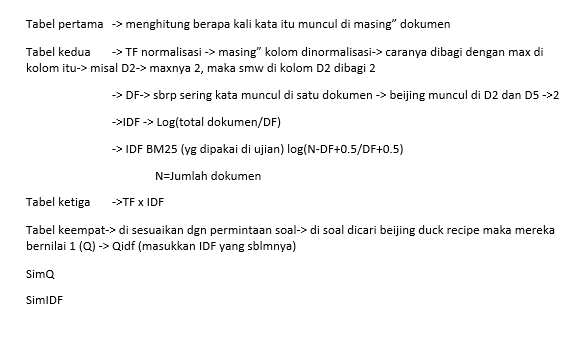 Tabel pertama -> menghitung berapa kali kata itu muncul di masing” dokumen
Tabel kedua -> TF normalisasi -> masing” kolom dinormalisasi-> caranya dibagi dengan max di
kolom itu-> misal D2-> maxnya 2, maka smw di kolom D2 dibagi 2
-> DF-> sbrp sering kata muncul di satu dokumen -> beijing muncul di D2 dan D5 ->2
->IDF -> Log(total dokumen/DF)
-> IDF BM25 (yg dipakai di ujian) log(N-DF+0.5/DF+0.5)
N=Jumlah dokumen
Tabel ketiga ->TF x IDF
Tabel keempat-> di sesuaikan dgn permintaan soal-> di soal dicari beijing duck recipe maka mereka
bernilai 1 (Q) -> Qidf (masukkan IDF yang sblmnya)
SimQ
SimIDF